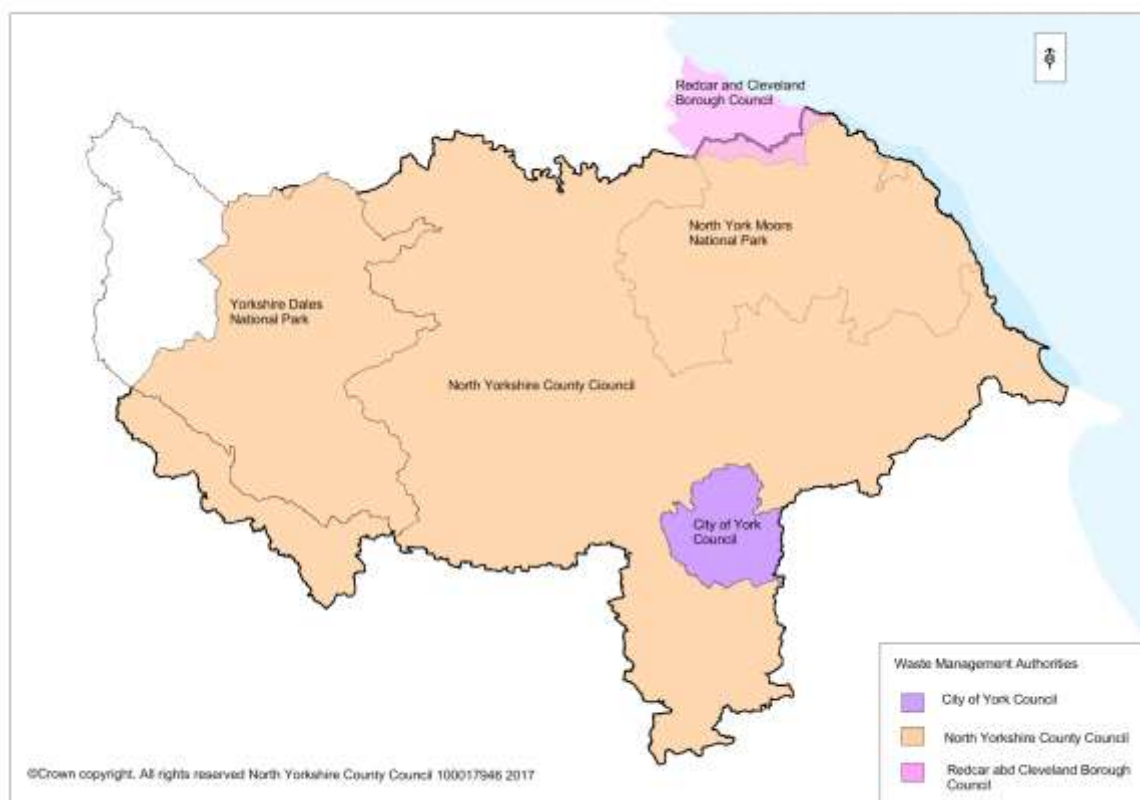 Redcar and Cleveland
Borough Council
North York Moors
National Park
Yorkshire Dales
National Park
North Yorkshire County Ciouncil
City of York
Council
Waste Management Authorities
City of York Council
North Yorkshire County Council
Redcar abd Cleveland Borough
Council
©Crown copyright. All rights reserved North Yorkshire County Council 100017946 2017